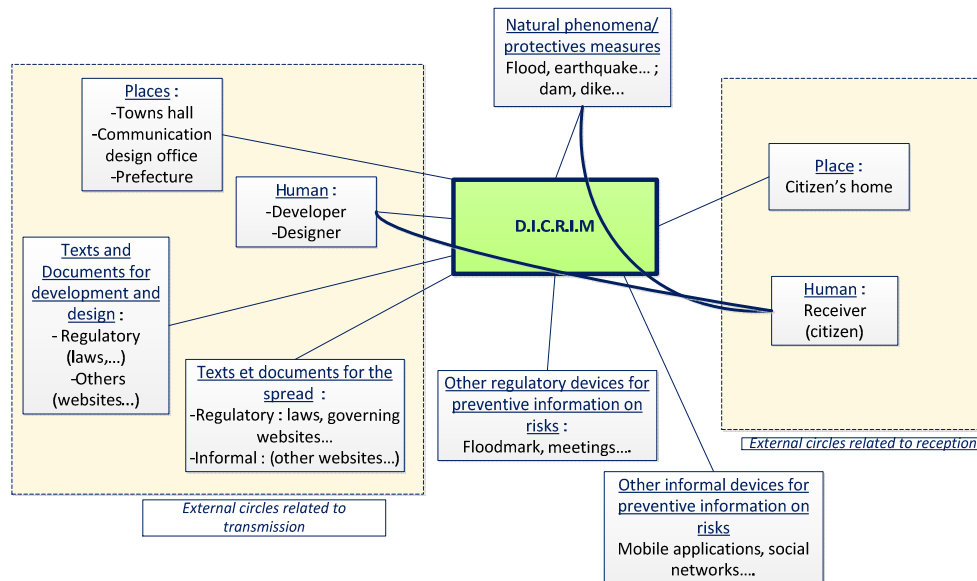 Natural phenomena/
protectives measures
Flood, earthquake... ;
dam, dike...
Places :
-Towns hall
-Communication
design office
-Prefecture
Human :
-Developer
-Designer
D.I.C.R.I.M
Place :
Citizen's home
Texts and
Documents for
development and
design :
- Regulatory
(laws,...)
-Others
(websites...)
Human :
Receiver
(citizen)
Texts et documents for the
spread :
-Regulatory : laws, governing
websites...
-Informal : (other websites...)
Other regulatory devices for
preventive information on
risks :
Floodmark, meetings....
External circles related to reception
External circles related to
transmission
Other informal devices for
preventive information on
risks
Mobile applications, social
networks....